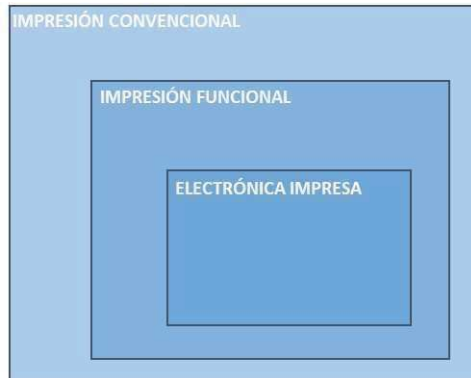 IMPRESIÓN CONVENCIONAL
IMPRESIÓN FUNCIONAL
ELECTRÓNICA IMPRESA